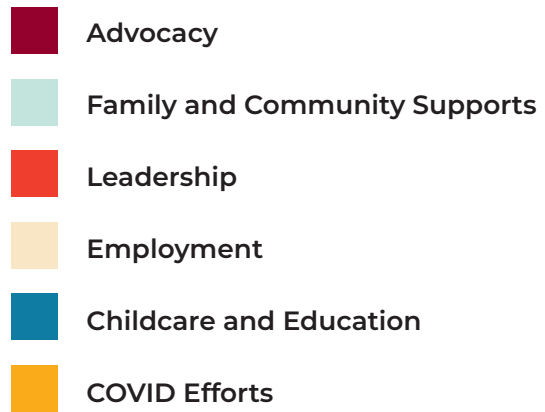 Advocacy
Family and Community Supports
Leadership
Employment
Childcare and Education
COVID Efforts